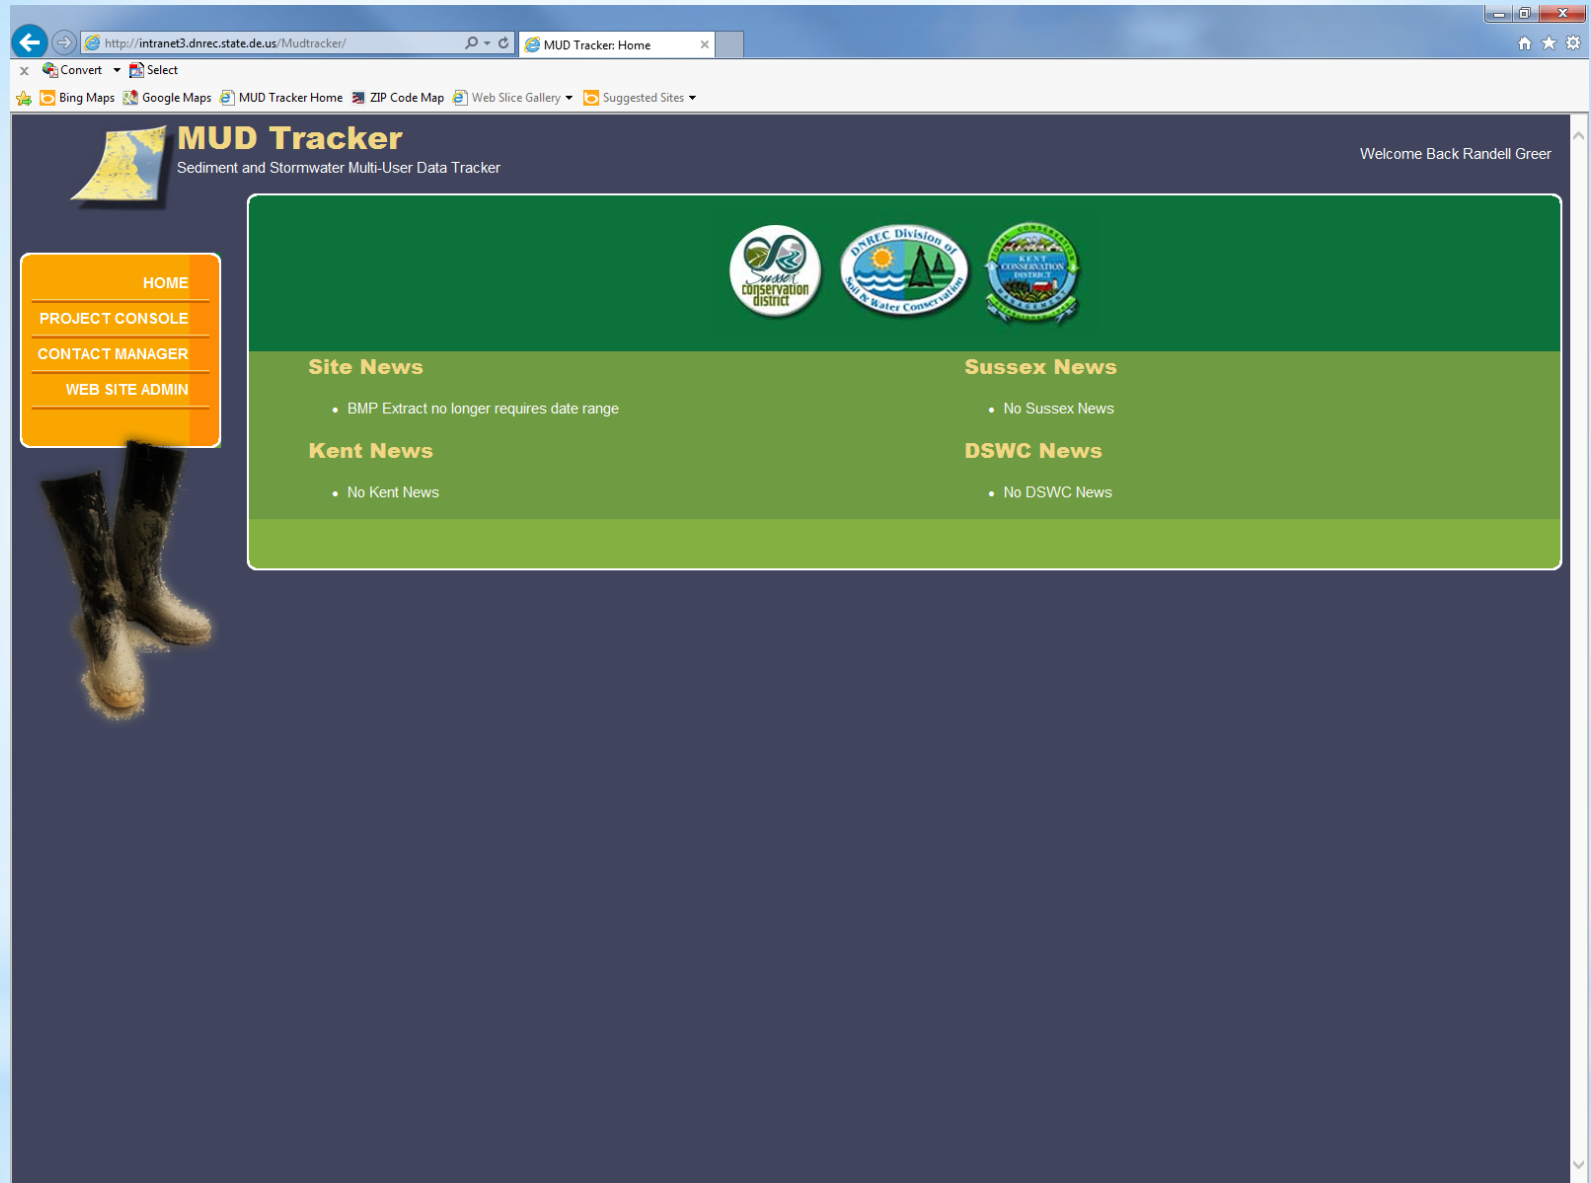 http://intranet3.dnrec.state.de.us/Mudtracker/
MUD Tracker: Home
Convert
Select
Bing Maps
Google Maps
MUD Tracker Home
ZIP Code Map
Web Slice Gallery
Suggested Sites
MUD Tracker
Sediment and Stormwater Multi-User Data Tracker
Welcome Back Randell Greer
HOME
PROJECT CONSOLE
CONTACT MANAGER
WEB SITE ADMIN
Sussex
conservation
district
DNREC Division of
Soil & Water Conservation
KENT
CONSERVATION
DISTRICT
MANAGEMENT
Site News
BMP Extract no longer requires date range
Sussex News
No Sussex News
Kent News
No Kent News
DSWC News
No DSWC News